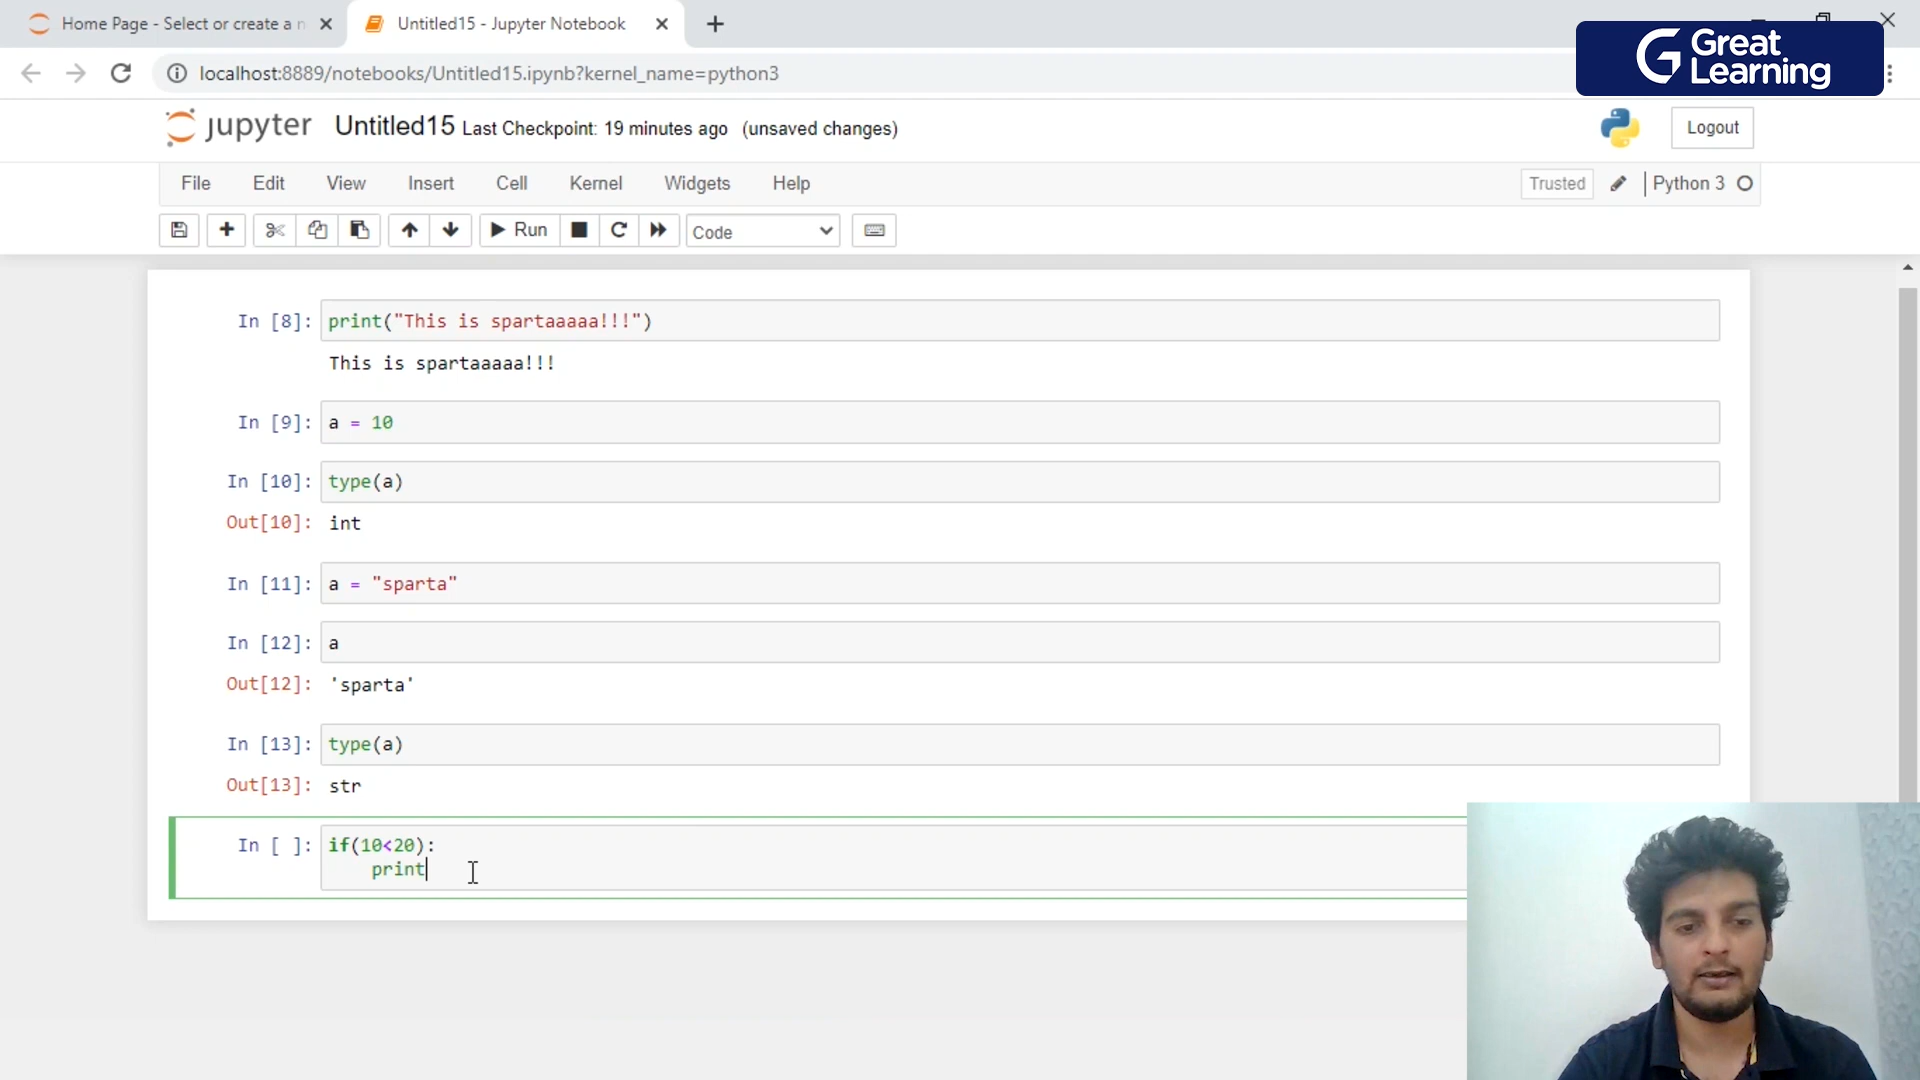 Home Page - Select or create a n
Untitled15 - Jupyter Notebook
localhost:8889/notebooks/Untitled15.ipynb?kernel_name=python3
Great
Learning
jupyter Untitled15 Last Checkpoint: 19 minutes ago (unsaved changes)
Logout
File Edit View Insert Cell Kernel Widgets Help
Trusted
Python 3
Run
Code
In [8]: print("This is spartaaaaa!!!")
This is spartaaaaa!!!
In [9]: a = 10
In [10]: type(a)
Out[10]: int
In [11]: a = "sparta"
In [12]: a
Out[12]: 'sparta'
In [13]: type(a)
Out[13]: str
In [ ]: if(10<20):
print